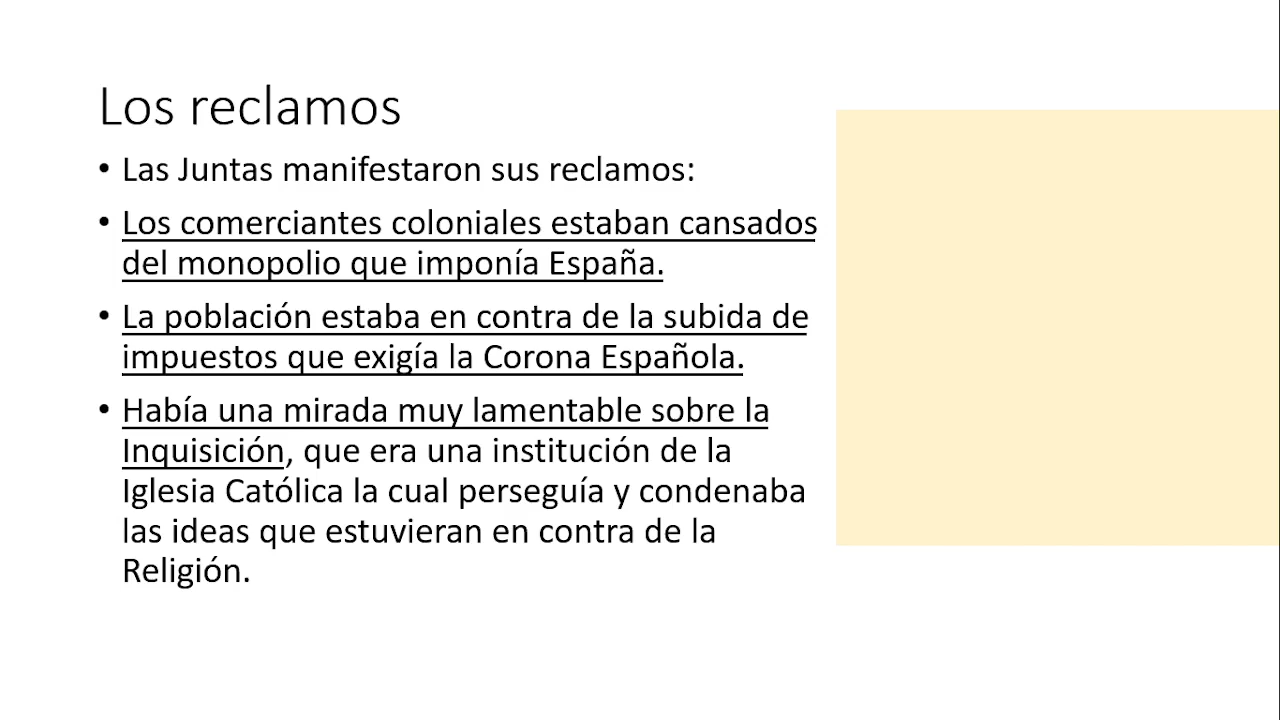 Los reclamos
• Las Juntas manifestaron sus reclamos:
• Los comerciantes coloniales estaban cansados
del monopolio que imponía España.
• La población estaba en contra de la subida de
impuestos que exigía la Corona Española.
• Había una mirada muy lamentable sobre la
Inquisición, que era una institución de la
Iglesia Católica la cual perseguía y condenaba
las ideas que estuvieran en contra de la
Religión.